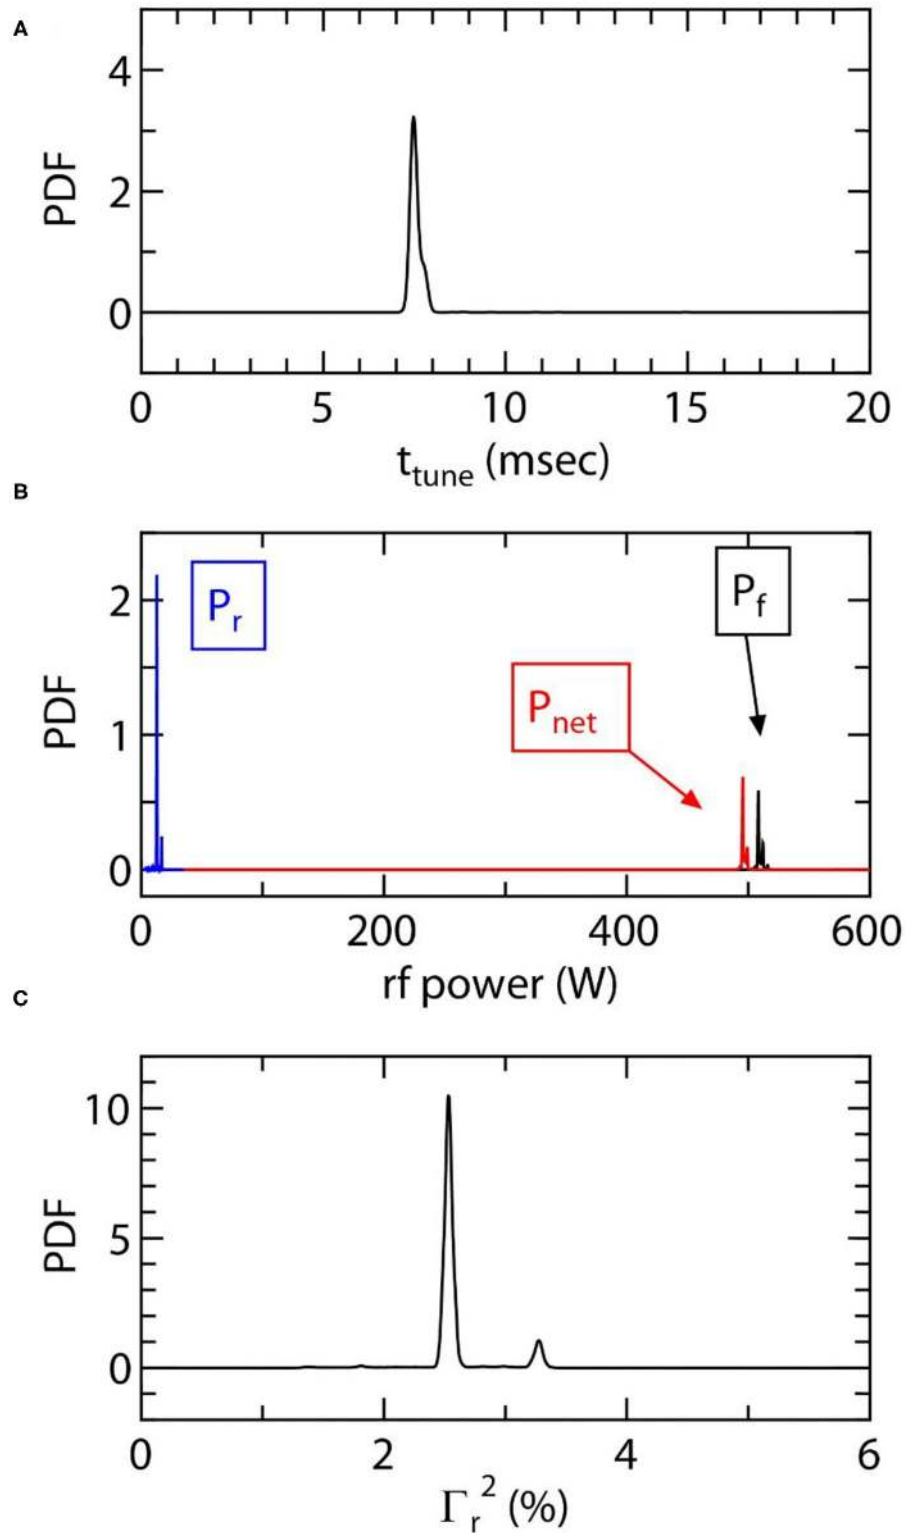 A
PDF
4
2
0
0 5 10 15 20
t_tune (msec)
B
PDF
2
1
0
P_r
P_net
P_f
0 200 400 600
rf power (W)
C
PDF
10
5
0
0 2 4 6
Γ_r^2 (%)